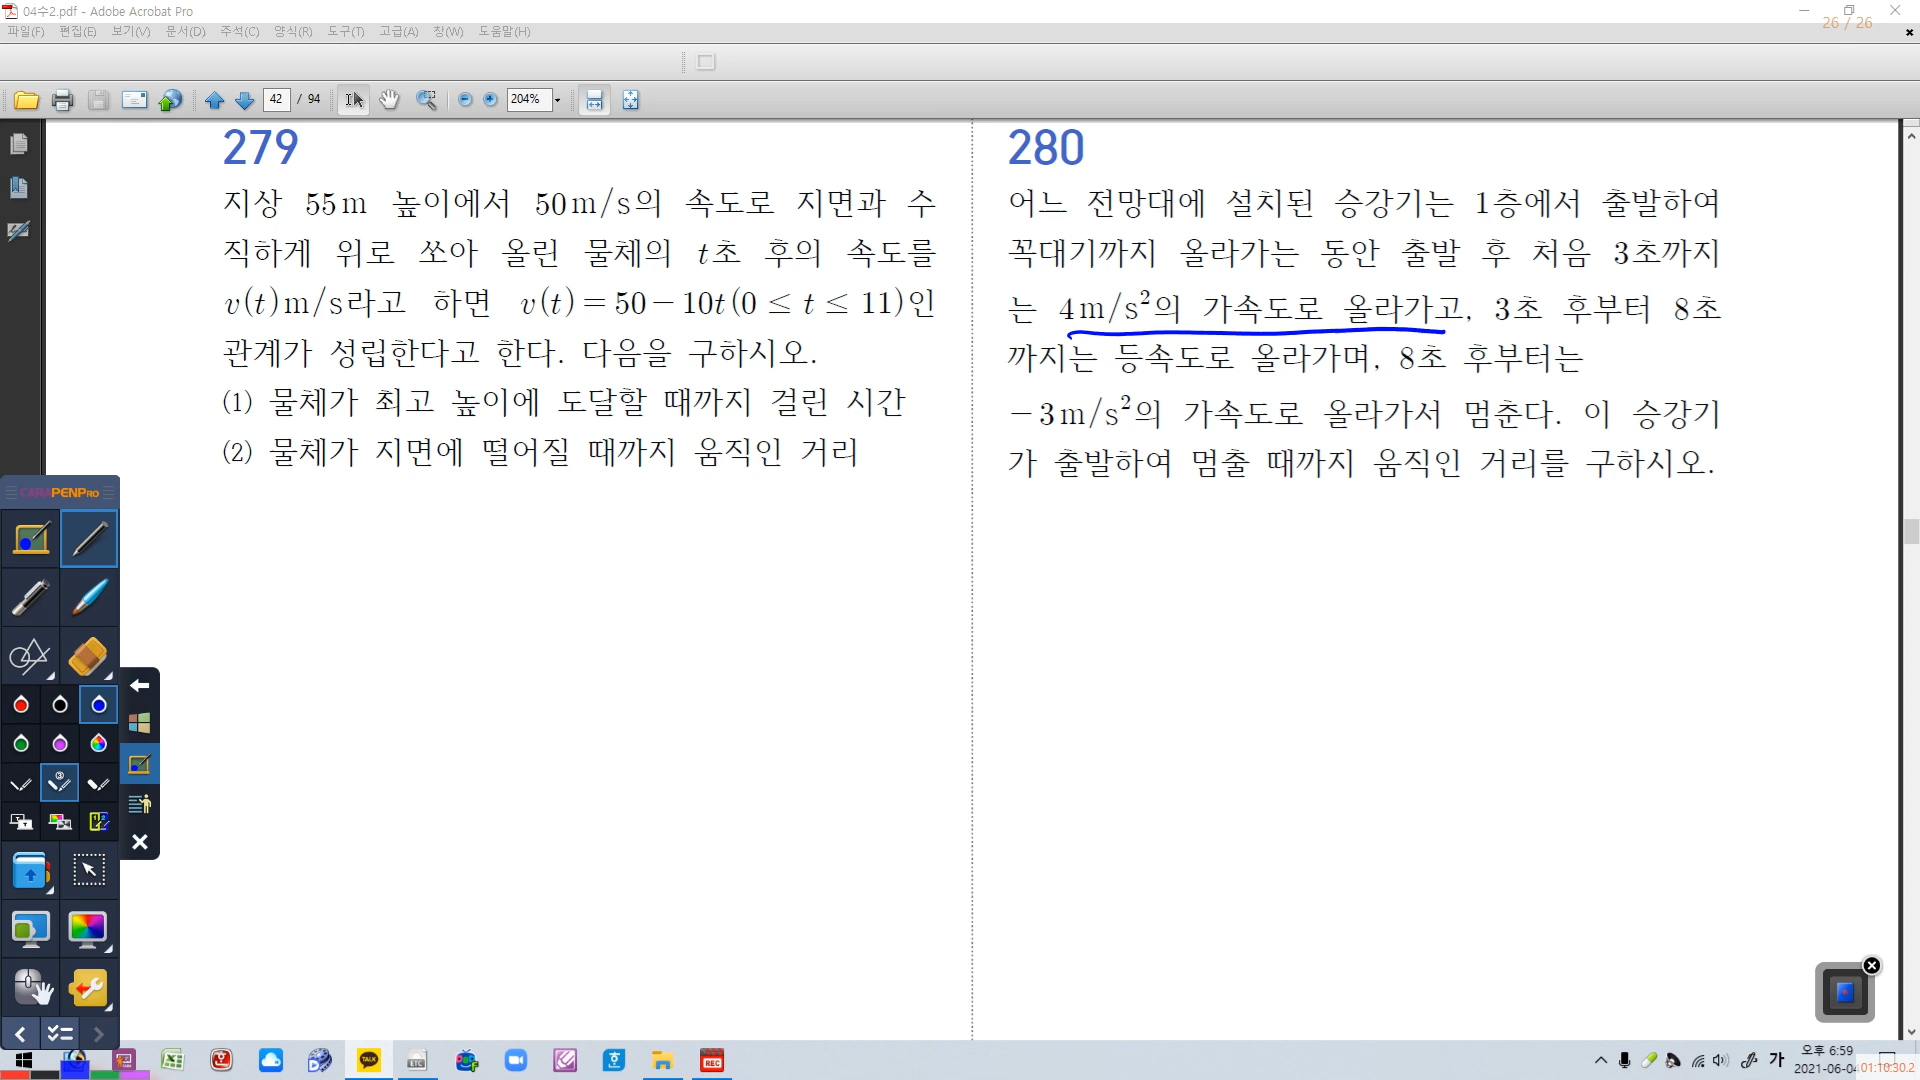 04수2.pdf - Adobe Acrobat Pro
26 / 26
파일(F) 편집(E) 보기(V) 문서(D) 주석(C) 양식(R) 도구(T) 고급(A) 창(W) 도움말(H)
42 / 94 204%
279
지상 55m 높이에서 50m/s의 속도로 지면과 수
직하게 위로 쏘아 올린 물체의 t초 후의 속도를
v(t)m/s라고 하면 v(t)=50-10t(0≤t≤11)인
관계가 성립한다고 한다. 다음을 구하시오.
(1) 물체가 최고 높이에 도달할 때까지 걸린 시간
(2) 물체가 지면에 떨어질 때까지 움직인 거리
280
어느 전망대에 설치된 승강기는 1층에서 출발하여
꼭대기까지 올라가는 동안 출발 후 처음 3초까지
는 4m/s²의 가속도로 올라가고, 3초 후부터 8초
까지는 등속도로 올라가며, 8초 후부터는
-3m/s²의 가속도로 올라가서 멈춘다. 이 승강기
가 출발하여 멈출 때까지 움직인 거리를 구하시오.
CARAPENPRO
TALK
REC
가
오후 6:59
2021-06-04
01:10:30.2